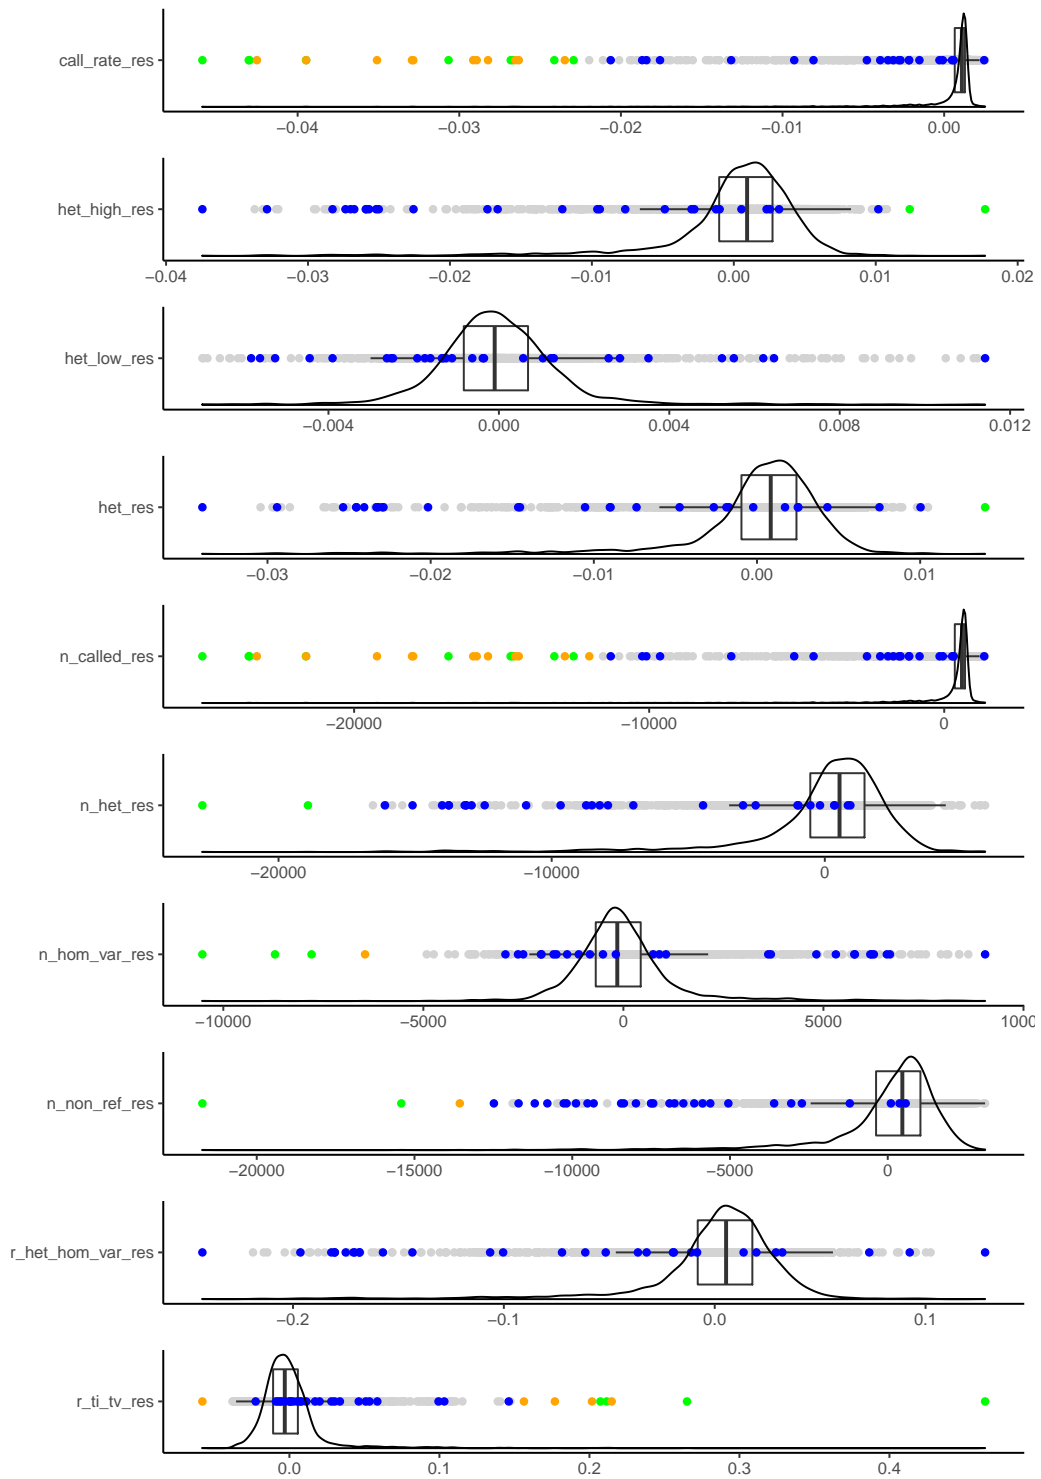 call_rate_res
−0.04 −0.03 −0.02 −0.01 0.00
het_high_res
−0.04 −0.03 −0.02 −0.01 0.00 0.01 0.02
het_low_res
−0.004 0.000 0.004 0.008 0.012
het_res
−0.03 −0.02 −0.01 0.00 0.01
n_called_res
−20000 −10000 0
n_het_res
−20000 −10000 0
n_hom_var_res
−10000 −5000 0 5000 1000
n_non_ref_res
−20000 −15000 −10000 −5000 0
r_het_hom_var_res
−0.2 −0.1 0.0 0.1
r_ti_tv_res
0.0 0.1 0.2 0.3 0.4